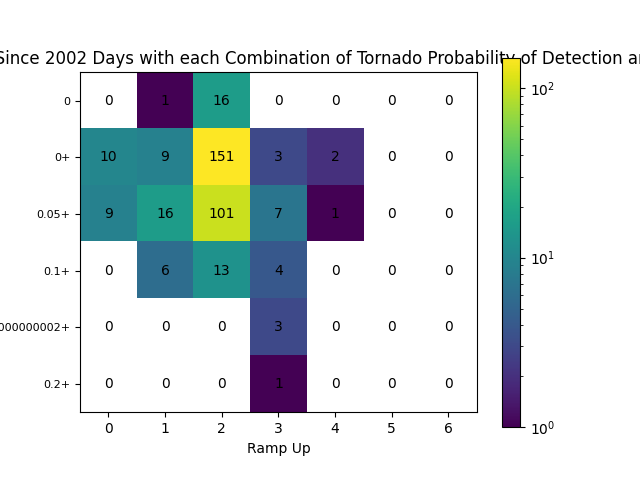 Since 2002 Days with each Combination of Tornado Probability of Detection
0 0 1 16 0 0 0 0
0+ 10 9 151 3 2 0 0
0.05+ 9 16 101 7 1 0 0
0.1+ 0 6 13 4 0 0 0
000000002+ 0 0 0 3 0 0 0
0.2+ 0 0 0 1 0 0 0
0 1 2 3 4 5 6
Ramp Up
10²
10¹
10⁰